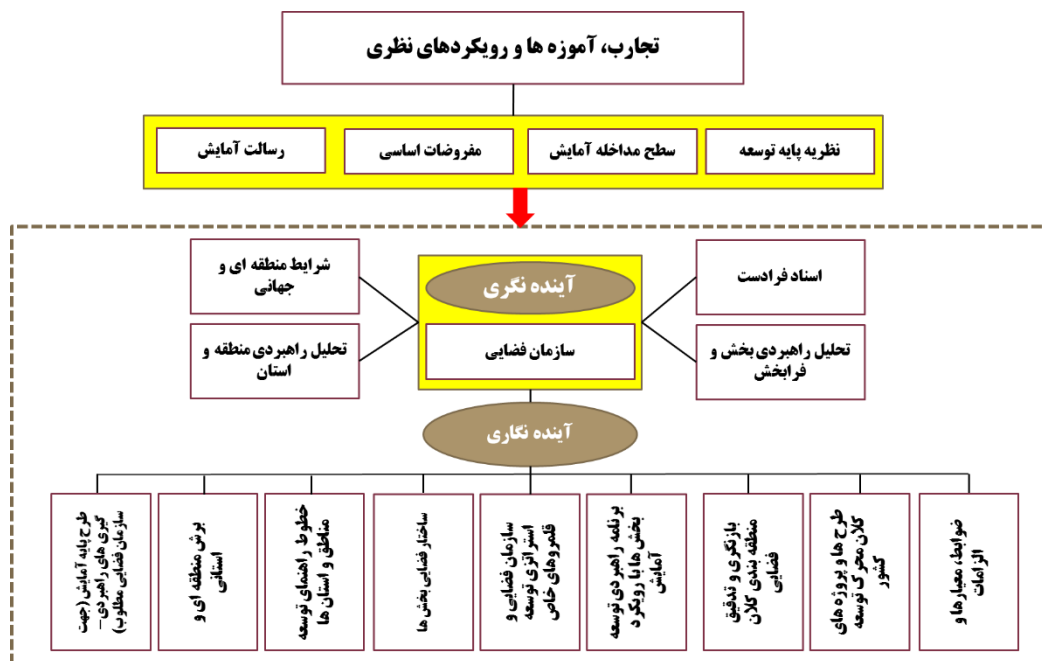 تجارب، آموزه ها و رویکردهای نظری
نظریه پایه توسعه
سطح مداخله آمایش
مفروضات اساسی
رسالت آمایش
اسناد فرادست
آینده نگری
شرایط منطقه ای و
جهانی
تحلیل راهبردی بخش و
فرابخش
سازمان فضایی
تحلیل راهبردی منطقه و
استان
آینده نگاری
ضوابط، معیارها و
الزامات
طرح ها و پروژه های
کلان محرک توسعه
کشور
بازنگری و تدقیق
منطقه بندی کلان
فضایی
برنامه راهبردی توسعه
بخش ها با رویکرد
آمایش
سازمان فضایی و
استراتژی توسعه
قلمروهای خاص
ساختار فضایی بخش ها
خطوط راهنمای توسعه
مناطق و استان ها
برش منطقه ای و
استانی
طرح پایه آمایش (جهت
گیری های راهبردی–
سازمان فضایی مطلوب)